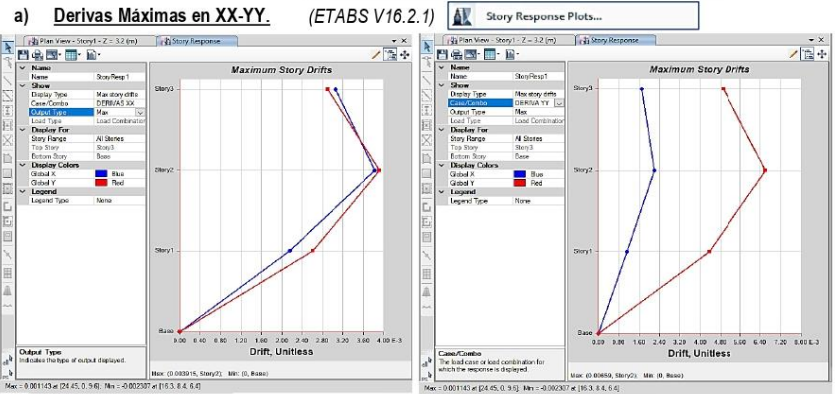 a) Derivas Máximas en XX-YY. (ETABS V16.2.1) Story Response Plots...
Plan View - Story1 - Z = 3.2 (m) Story Response
Name
Name StoryResp1
Show
Display Type Max story drifts
Case/Combo DERIVAS XX
Output Type Max
Load Type Load Combination
Display For
Story Range All Stories
Top Story Story3
Bottom Story Base
Display Colors
Global X Blue
Global Y Red
Legend
Legend Type None
Output Type
Indicates the type of output displayed.
Maximum Story Drifts
Story3
Story2
Story1
Base
0.00 0.40 0.80 1.20 1.60 2.00 2.40 2.80 3.20 3.60 4.00 E-3
Drift, Unitless
Max: (0.003915, Story2); Min: (0, Base)
Max = 0.001143 at [24.45, 0, 9.6]; Min = -0.002307 at [16.3, 8.4, 6.4]
Plan View - Story1 - Z = 3.2 (m) Story Response
Name
Name StoryResp1
Show
Display Type Max story drifts
Case/Combo DERIVA YY
Output Type Max
Load Type Load Combination
Display For
Story Range All Stories
Top Story Story3
Bottom Story Base
Display Colors
Global X Blue
Global Y Red
Legend
Legend Type None
Case/Combo
The load case or load combination for
which the response is displayed.
Maximum Story Drifts
Story3
Story2
Story1
Base
0.00 0.80 1.60 2.40 3.20 4.00 4.80 5.60 6.40 7.20 8.00 E-3
Drift, Unitless
Max: (0.00659, Story2); Min: (0, Base)
Max = 0.001143 at [24.45, 0, 9.6]; Min = -0.002307 at [16.3, 8.4, 6.4]